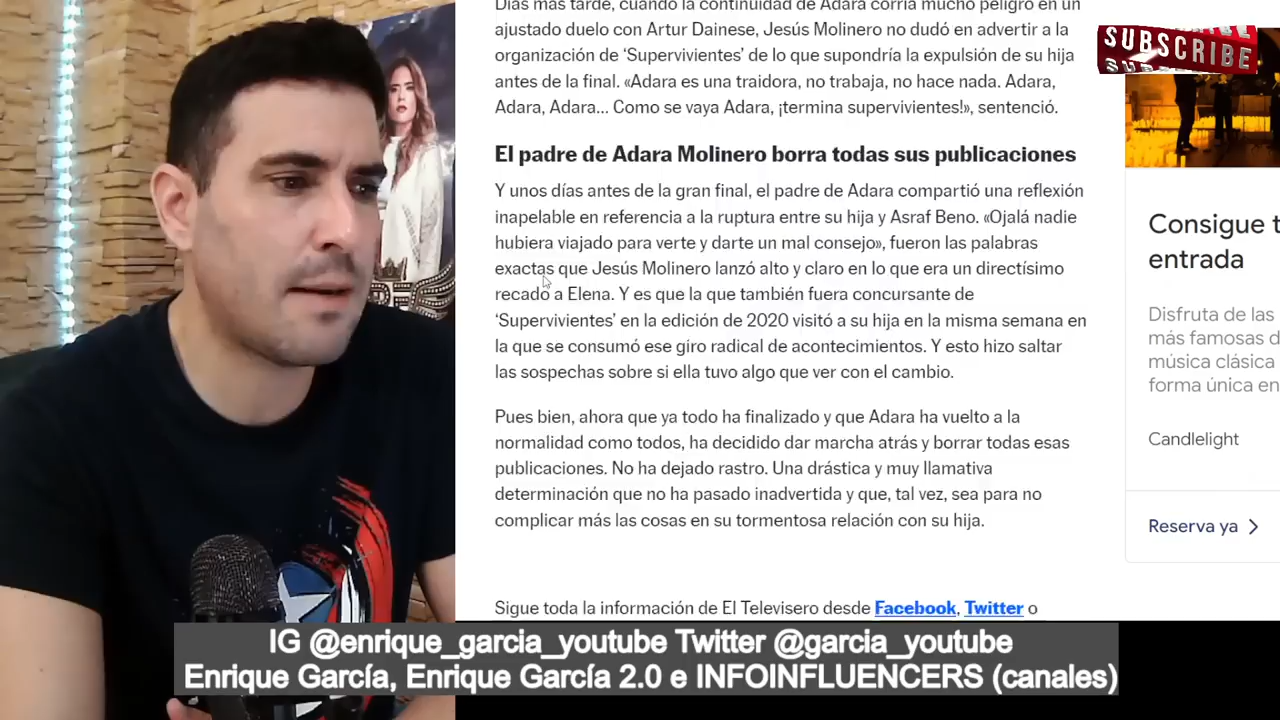 Días más tarde, cuando la continuidad de Adara corría mucho peligro en un
ajustado duelo con Artur Dainese, Jesús Molinero no dudó en advertir a la
organización de ‘Supervivientes’ de lo que supondría la expulsión de su hija
antes de la final. «Adara es una traidora, no trabaja, no hace nada. Adara,
Adara, Adara... Como se vaya Adara, ¡termina supervivientes!», sentenció.
El padre de Adara Molinero borra todas sus publicaciones
Y unos días antes de la gran final, el padre de Adara compartió una reflexión
inapelable en referencia a la ruptura entre su hija y Asraf Beno. «Ojalá nadie
hubiera viajado para verte y darte un mal consejo», fueron las palabras
exactas que Jesús Molinero lanzó alto y claro en lo que era un directísimo
recado a Elena. Y es que la que también fuera concursante de
‘Supervivientes’ en la edición de 2020 visitó a su hija en la misma semana en
la que se consumó ese giro radical de acontecimientos. Y esto hizo saltar
las sospechas sobre si ella tuvo algo que ver con el cambio.
Pues bien, ahora que ya todo ha finalizado y que Adara ha vuelto a la
normalidad como todos, ha decidido dar marcha atrás y borrar todas esas
publicaciones. No ha dejado rastro. Una drástica y muy llamativa
determinación que no ha pasado inadvertida y que, tal vez, sea para no
complicar más las cosas en su tormentosa relación con su hija.
Sigue toda la información de El Televisero desde Facebook, Twitter o
SUBSCRIBE
Consigue t
entrada
Disfruta de las
más famosas d
música clásica
forma única en
Candlelight
Reserva ya
IG @enrique_garcia_youtube Twitter @garcia_youtube
Enrique García, Enrique García 2.0 e INFOINFLUENCERS (canales)